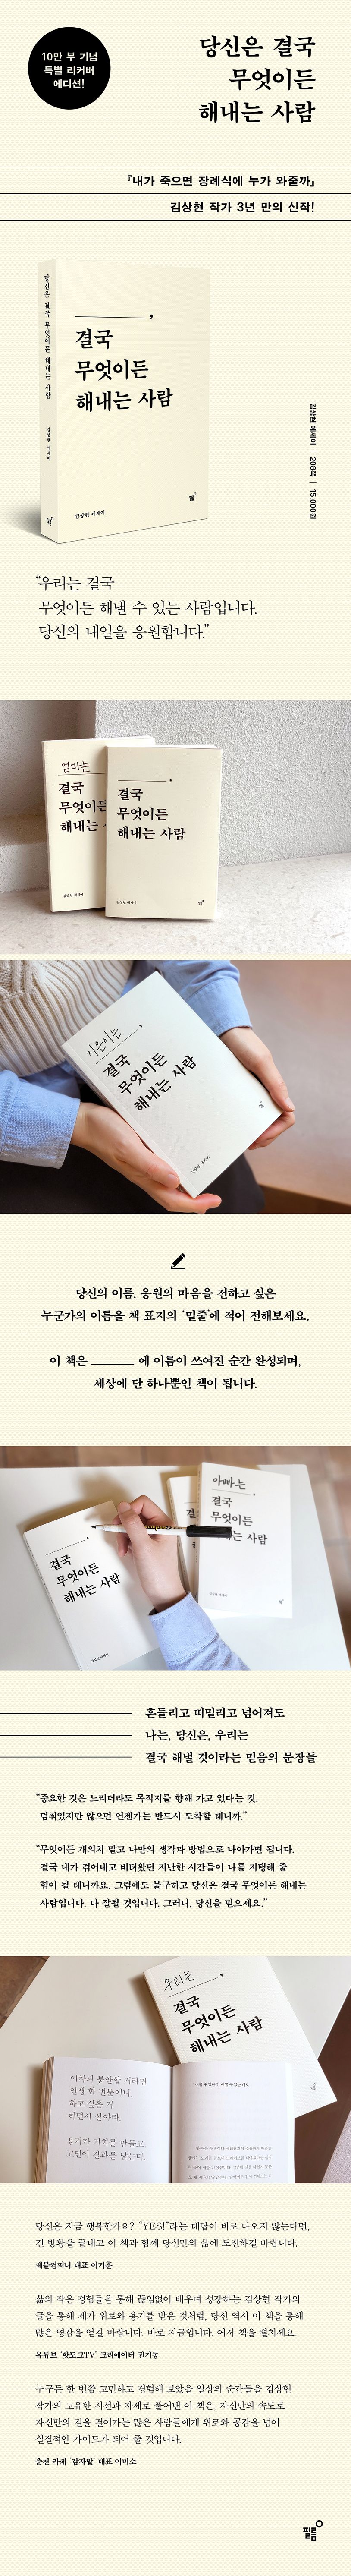 10만 부 기념
특별 리커버
에디션!
당신은 결국
무엇이든
해내는 사람
『내가 죽으면 장례식에 누가 와줄까』
김상현 작가 3년 만의 신작!
당신은 결국 무엇이든 해내는 사람
김상현 에세이
필름
,
결국
무엇이든
해내는 사람
김상현 에세이
필름
김상현 에세이 | 208쪽 | 15,000원
“우리는 결국
무엇이든 해낼 수 있는 사람입니다.
당신의 내일을 응원합니다.”
엄마는
결국
무엇이든
해내는
김상현 에세이
,
결국
무엇이든
해내는 사람
김상현 에세이
필름
지은이는 ,
결국
무엇이든
해내는 사람
김상현 에세이
당신의 이름, 응원의 마음을 전하고 싶은
누군가의 이름을 책 표지의 ‘밑줄’에 적어 전해보세요.
이 책은 ________ 에 이름이 쓰여진 순간 완성되며,
세상에 단 하나뿐인 책이 됩니다.
,
결국
무엇이든
해내는 사람
김상현 에세이
아빠는 ,
결국
무엇이든
해내는 사람
김상현 에세이
흔들리고 떠밀리고 넘어져도
나는, 당신은, 우리는
결국 해낼 것이라는 믿음의 문장들
“중요한 것은 느리더라도 목적지를 향해 가고 있다는 것.
멈춰있지만 않으면 언젠가는 반드시 도착할 테니까.”
“무엇이든 개의치 말고 나만의 생각과 방법으로 나아가면 됩니다.
결국 내가 겪어내고 버텨왔던 지난한 시간들이 나를 지탱해 줄
힘이 될 테니까요. 그럼에도 불구하고 당신은 결국 무엇이든 해내는
사람입니다. 다 잘될 것입니다. 그러니, 당신을 믿으세요.”
우리는 ,
결국
무엇이든
해내는 사람
어차피 불안할 거라면
인생 한 번뿐이니,
하고 싶은 거
하면서 살아라.
용기가 기회를 만들고,
고민이 결과를 낳는다.
당신은 지금 행복한가요? “YES!”라는 대답이 바로 나오지 않는다면,
긴 방황을 끝내고 이 책과 함께 당신만의 삶에 도전하길 바랍니다.
페블컴퍼니 대표 이기훈
삶의 작은 경험들을 통해 끊임없이 배우며 성장하는 김상현 작가의
글을 통해 제가 위로와 용기를 받은 것처럼, 당신 역시 이 책을 통해
많은 영감을 얻길 바랍니다. 바로 지금입니다. 어서 책을 펼치세요.
유튜브 ‘핫도그TV’ 크리에이터 권기동
누구든 한 번쯤 고민하고 경험해 보았을 일상의 순간들을 김상현
작가의 고유한 시선과 자세로 풀어낸 이 책은, 자신만의 속도로
자신만의 길을 걸어가는 많은 사람들에게 위로와 공감을 넘어
실질적인 가이드가 되어 줄 것입니다.
춘천 카페 ‘감자밭’ 대표 이미소
필름